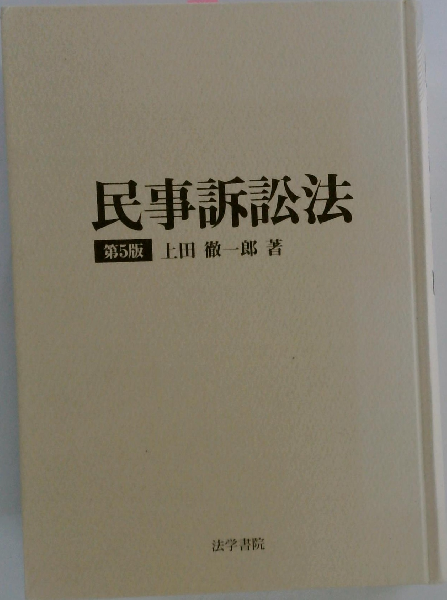 民事訴訟法
第5版 上田 徹一郎 著
法学書院